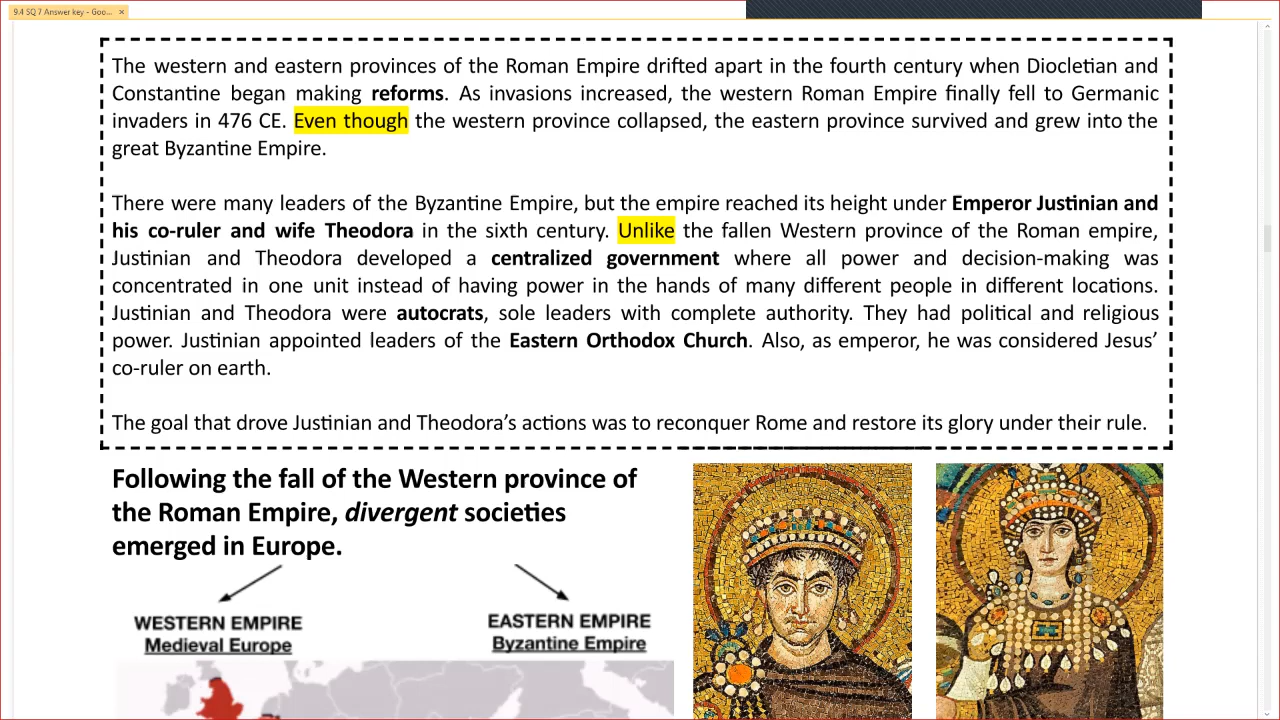 9.4 SQ 7 Answer key - Goo...
The western and eastern provinces of the Roman Empire drifted apart in the fourth century when Diocletian and
Constantine began making reforms. As invasions increased, the western Roman Empire finally fell to Germanic
invaders in 476 CE. Even though the western province collapsed, the eastern province survived and grew into the
great Byzantine Empire.
There were many leaders of the Byzantine Empire, but the empire reached its height under Emperor Justinian and
his co-ruler and wife Theodora in the sixth century. Unlike the fallen Western province of the Roman empire,
Justinian and Theodora developed a centralized government where all power and decision-making was
concentrated in one unit instead of having power in the hands of many different people in different locations.
Justinian and Theodora were autocrats, sole leaders with complete authority. They had political and religious
power. Justinian appointed leaders of the Eastern Orthodox Church. Also, as emperor, he was considered Jesus’
co-ruler on earth.
The goal that drove Justinian and Theodora’s actions was to reconquer Rome and restore its glory under their rule.
Following the fall of the Western province of
the Roman Empire, divergent societies
emerged in Europe.
WESTERN EMPIRE
Medieval Europe
EASTERN EMPIRE
Byzantine Empire